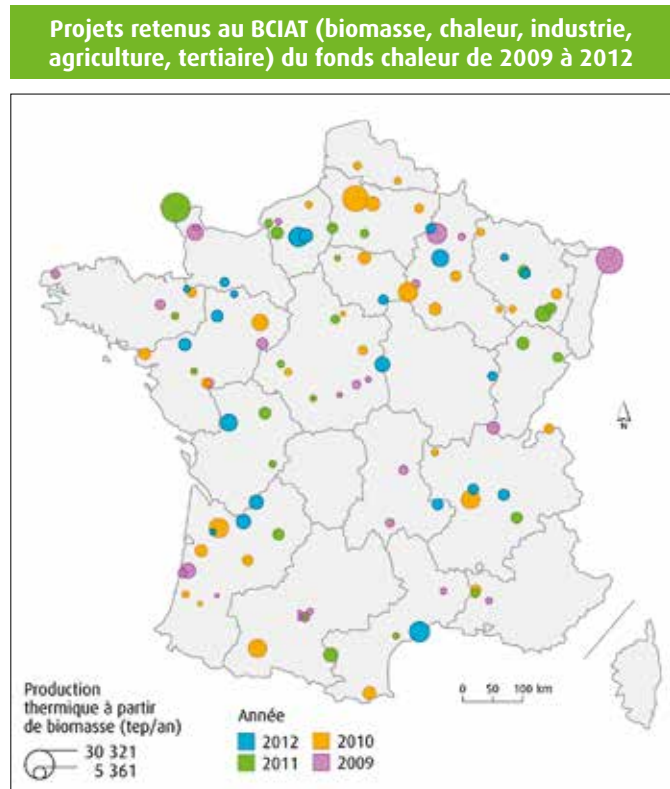 Projets retenus au BCIAT (biomasse, chaleur, industrie,
agriculture, tertiaire) du fonds chaleur de 2009 à 2012
N
Production
thermique à partir
de biomasse (tep/an)
30 321
5 361
Année
2012
2010
2011
2009
0 50 100 km